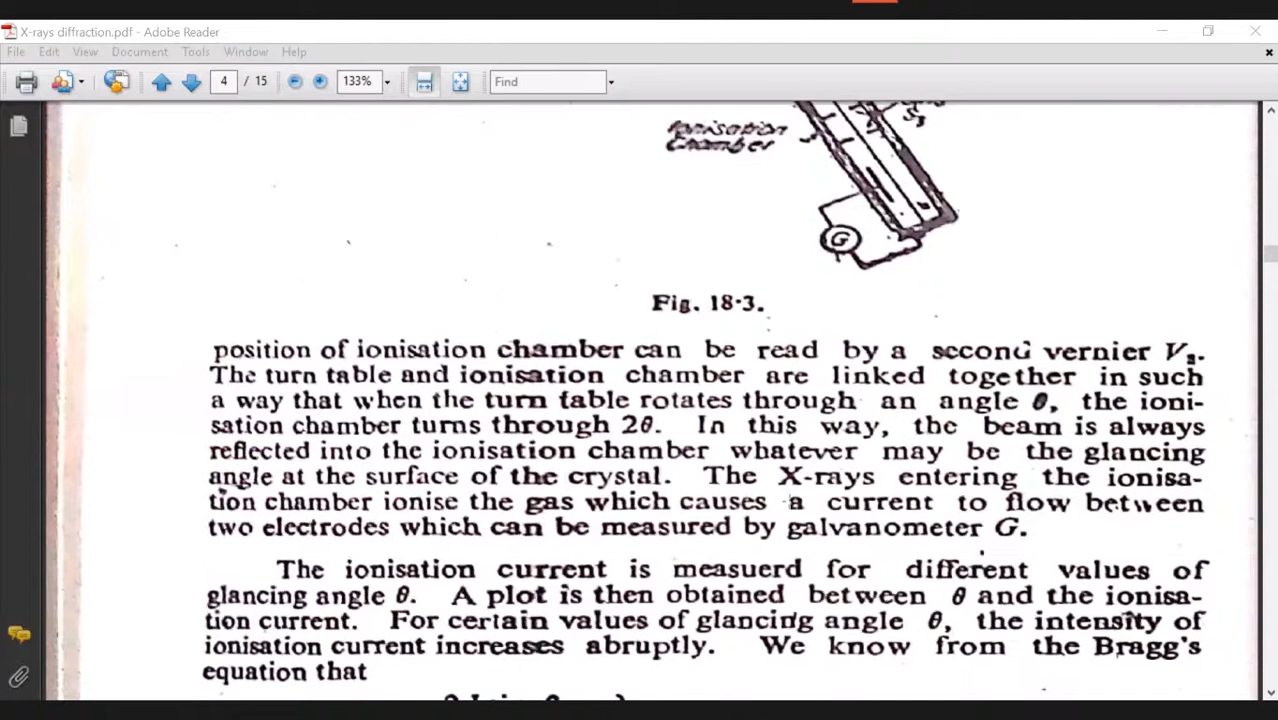 X-rays diffraction.pdf - Adobe Reader
File Edit View Document Tools Window Help
4 / 15 133% Find
Ionisation
Chamber
S3
G
Fig. 18·3.
position of ionisation chamber can be read by a second vernier V2.
The turn table and ionisation chamber are linked together in such
a way that when the turn table rotates through an angle θ, the ioni-
sation chamber turns through 2θ. In this way, the beam is always
reflected into the ionisation chamber whatever may be the glancing
angle at the surface of the crystal. The X-rays entering the ionisa-
tion chamber ionise the gas which causes a current to flow between
two electrodes which can be measured by galvanometer G.
The ionisation current is measuerd for different values of
glancing angle θ. A plot is then obtained between θ and the ionisa-
tion current. For certain values of glancing angle θ, the intensity of
ionisation current increases abruptly. We know from the Bragg's
equation that